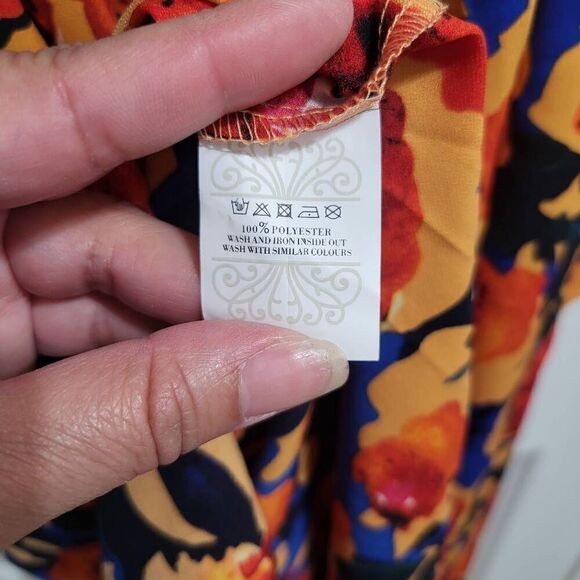 100% POLYESTER
WASH AND IRON INSIDE OUT
WASH WITH SIMILAR COLOURS